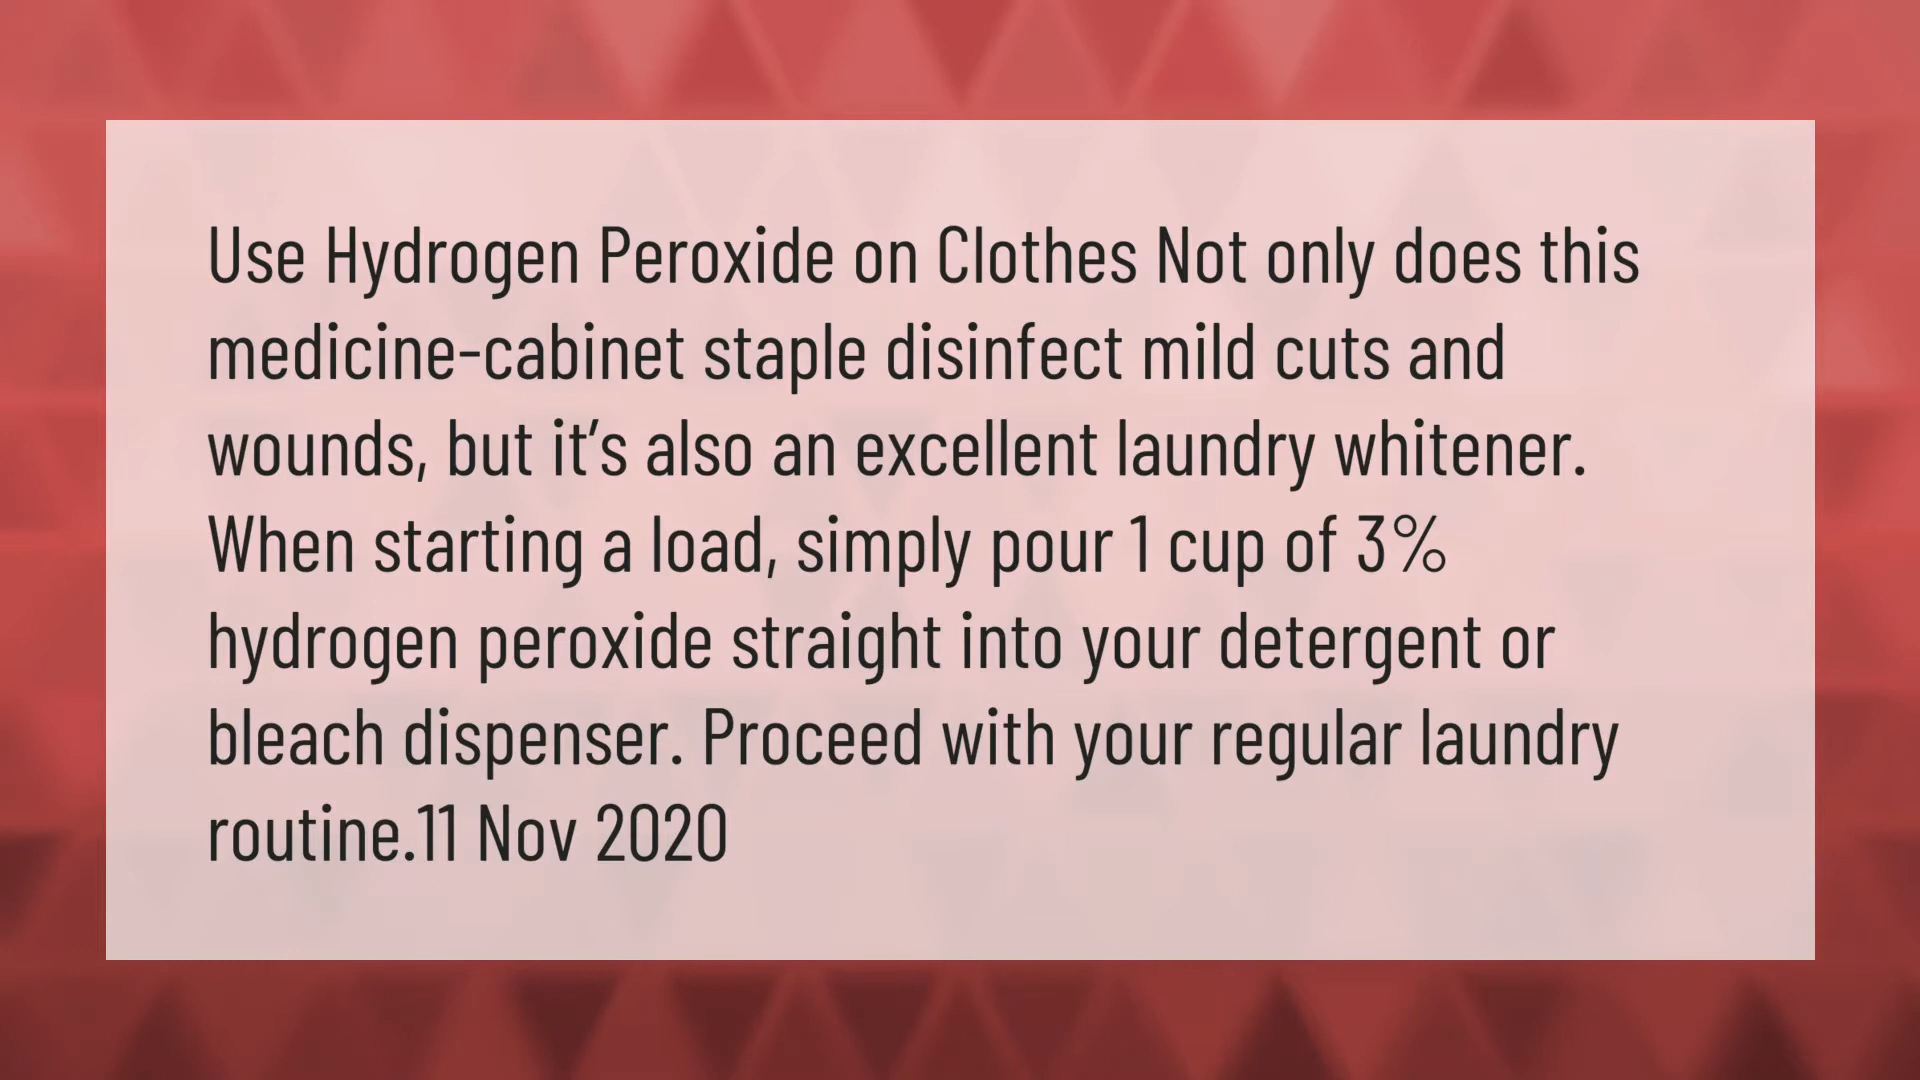 Use Hydrogen Peroxide on Clothes Not only does this
medicine-cabinet staple disinfect mild cuts and
wounds, but it’s also an excellent laundry whitener.
When starting a load, simply pour 1 cup of 3%
hydrogen peroxide straight into your detergent or
bleach dispenser. Proceed with your regular laundry
routine.11 Nov 2020